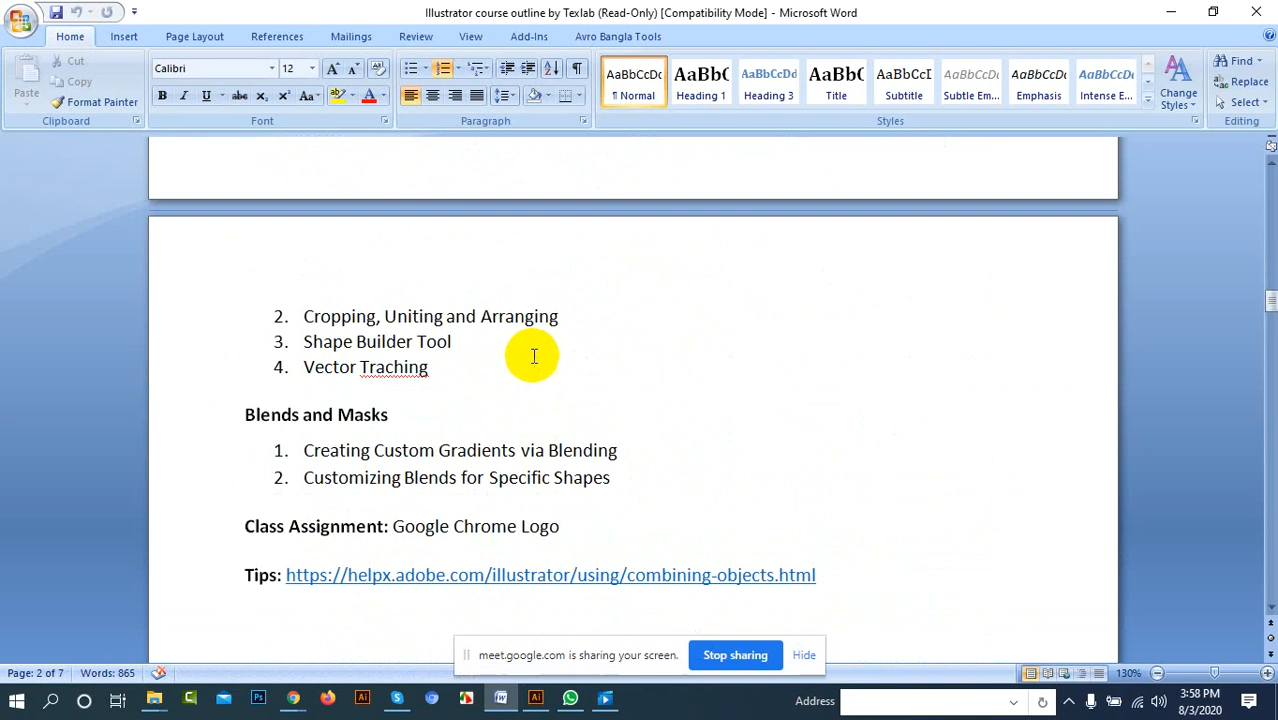 Illustrator course outline by Texlab (Read-Only) [Compatibility Mode] - Microsoft Word
Home Insert Page Layout References Mailings Review View Add-Ins Avro Bangla Tools
Paste
Cut
Copy
Format Painter
Clipboard
Calibri 12
Font
Paragraph
AaBbCcDc AaBbC AaBbCcDd AaBbC AaBbCcI AaBbCcDc AaBbCcDc AaBbCcDc
¶ Normal Heading 1 Heading 3 Title Subtitle Subtle Em... Emphasis Intense E...
Change Styles
Styles
Find
Replace
Select
Editing
2. Cropping, Uniting and Arranging
3. Shape Builder Tool
4. Vector Traching
Blends and Masks
1. Creating Custom Gradients via Blending
2. Customizing Blends for Specific Shapes
Class Assignment: Google Chrome Logo
Tips: https://helpx.adobe.com/illustrator/using/combining-objects.html
meet.google.com is sharing your screen. Stop sharing Hide
Page: 2 of 7 Words: 865 130%
Address
3:58 PM
8/3/2020